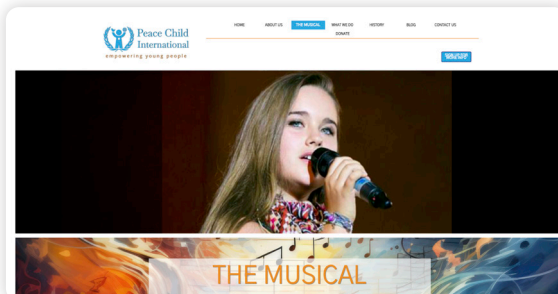 Peace Child
International
empowering young people
HOME ABOUT US THE MUSICAL WHAT WE DO HISTORY BLOG CONTACT US
DONATE
THE MUSICAL